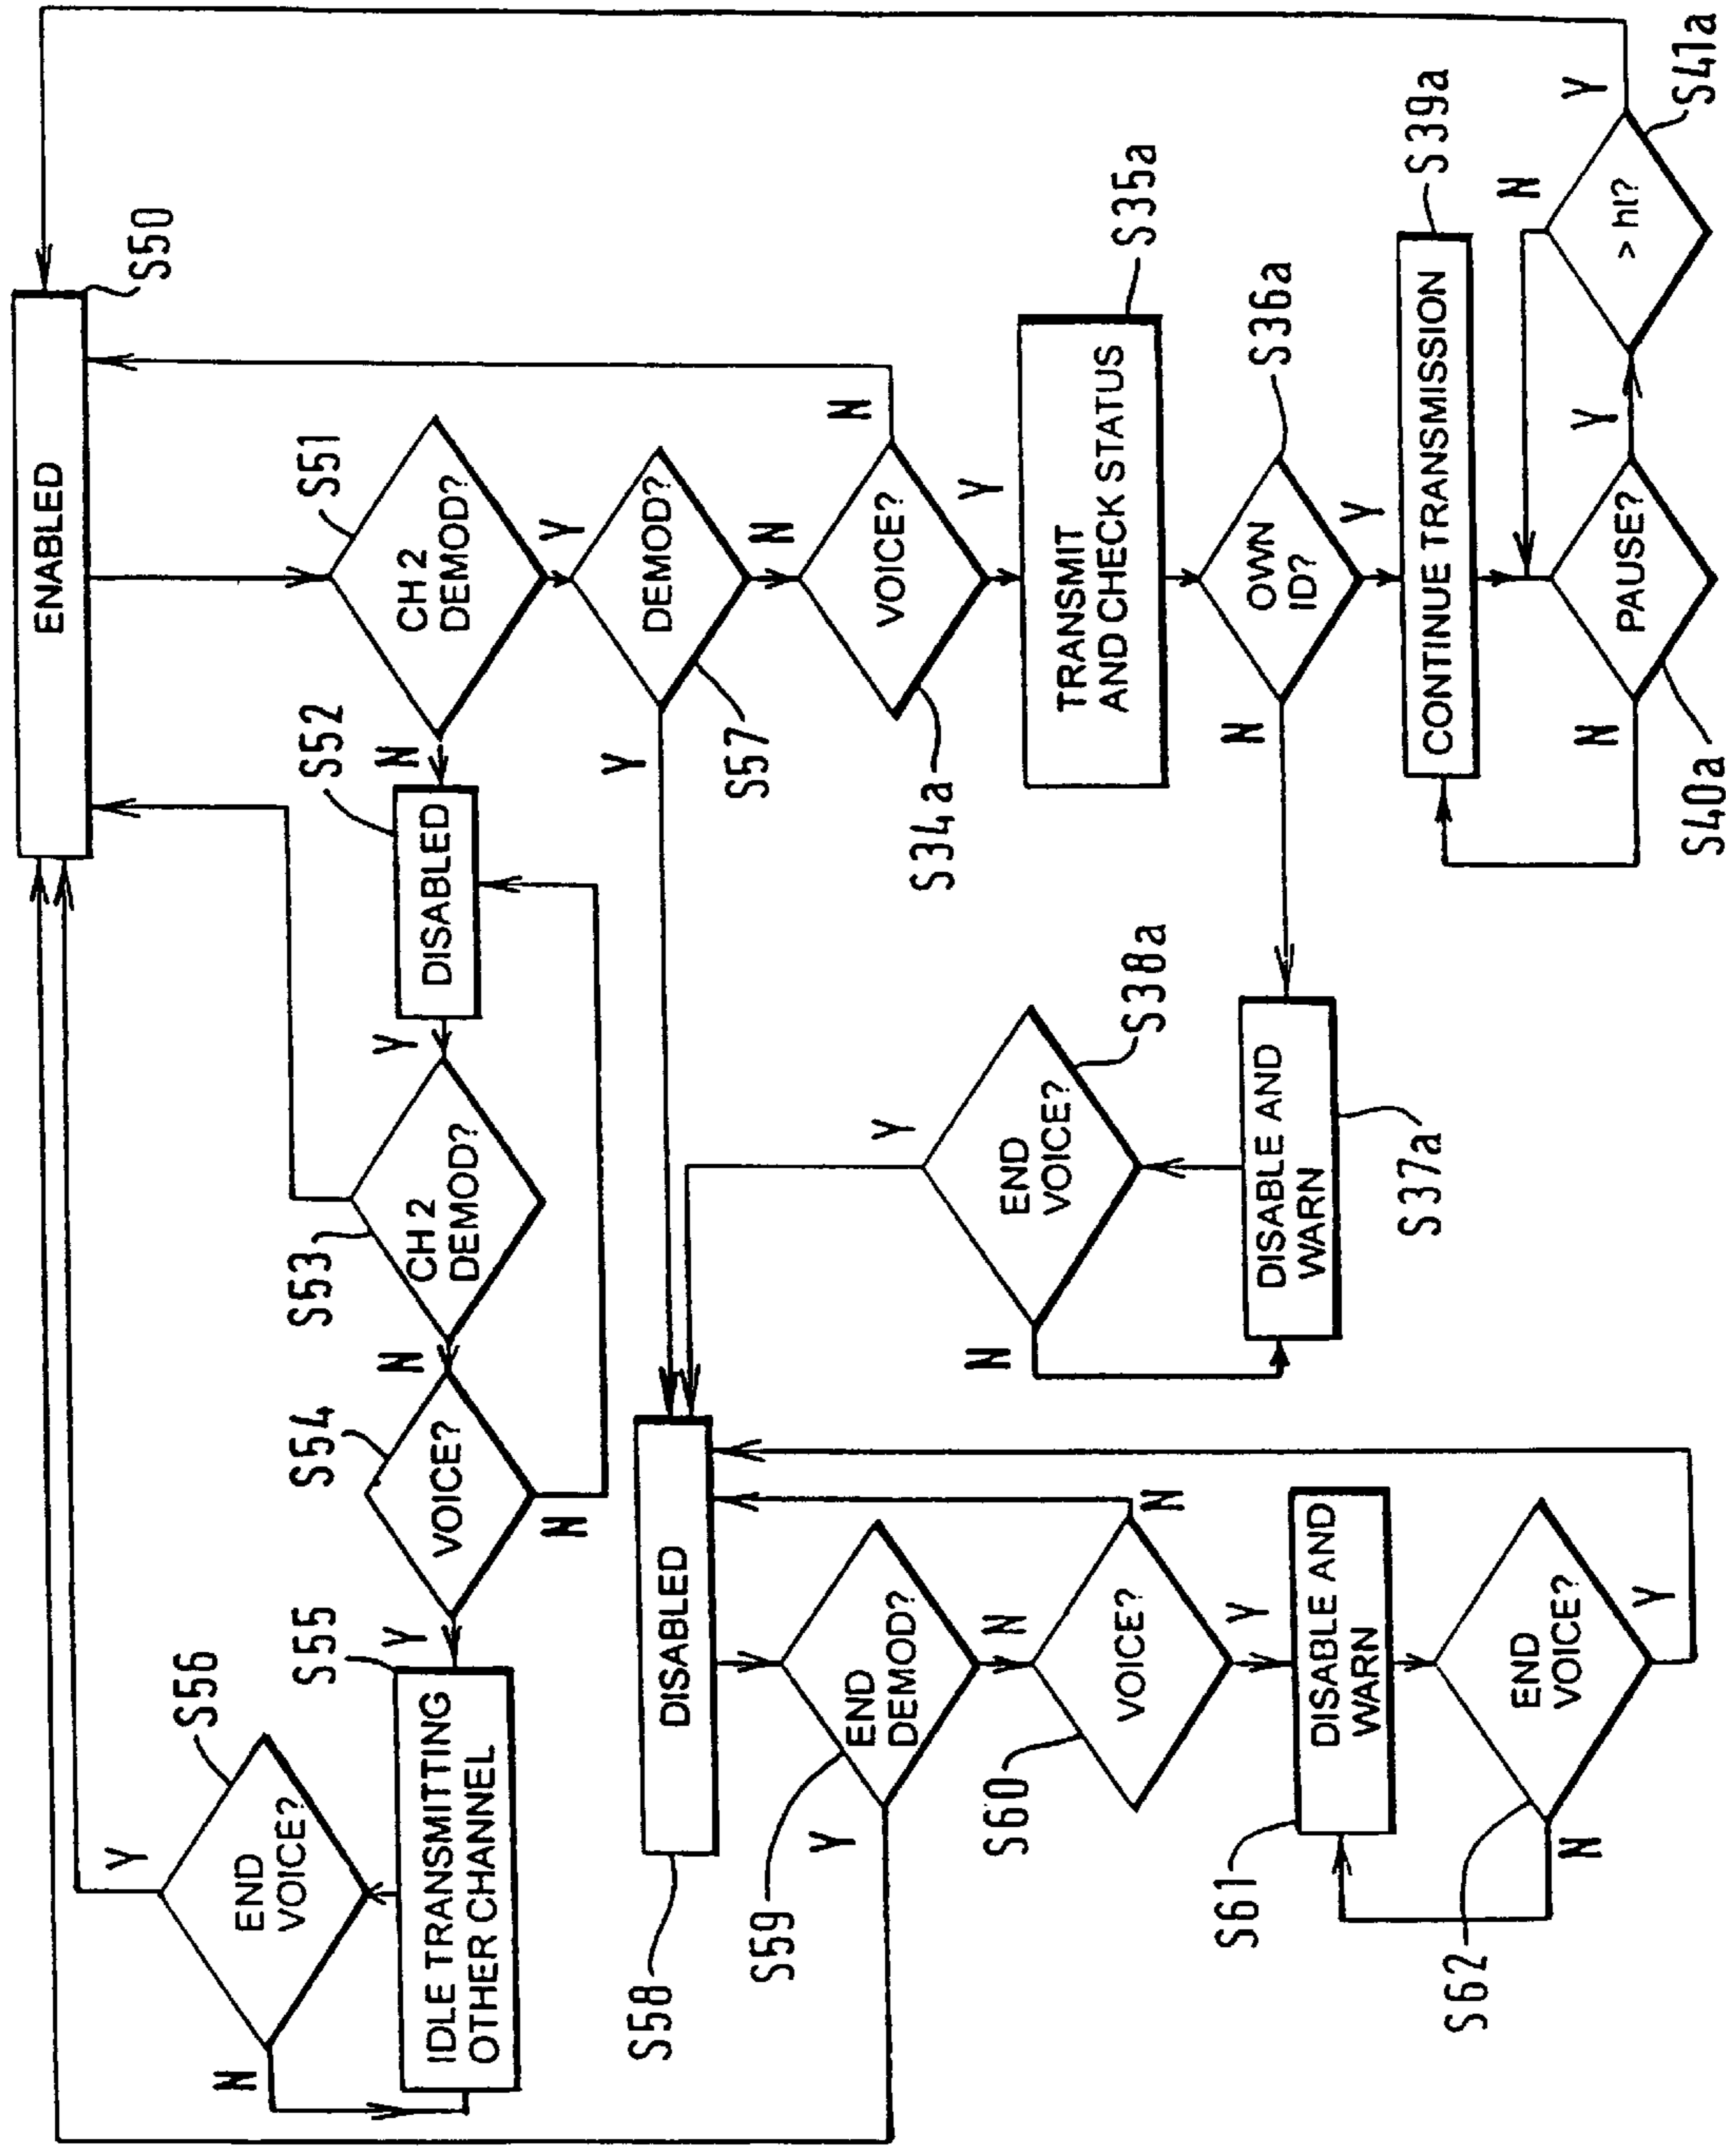 ENABLED
S50
CH 2
DEMOD?
S51
N
Y
DISABLED
S52
Y
CH 2
DEMOD?
S53
N
VOICE?
S54
N
Y
IDLE TRANSMITTING
OTHER CHANNEL
S55
END
VOICE?
S56
Y
N
DEMOD?
S57
Y
N
VOICE?
S34a
N
Y
TRANSMIT
AND CHECK STATUS
S35a
OWN
ID?
S36a
N
Y
DISABLE AND
WARN
S37a
END
VOICE?
S38a
Y
N
CONTINUE TRANSMISSION
S39a
PAUSE?
S40a
N
Y
> ht?
S41a
N
Y
DISABLED
S58
END
DEMOD?
S59
Y
N
VOICE?
S60
N
Y
DISABLE AND
WARN
S61
END
VOICE?
S62
N
Y